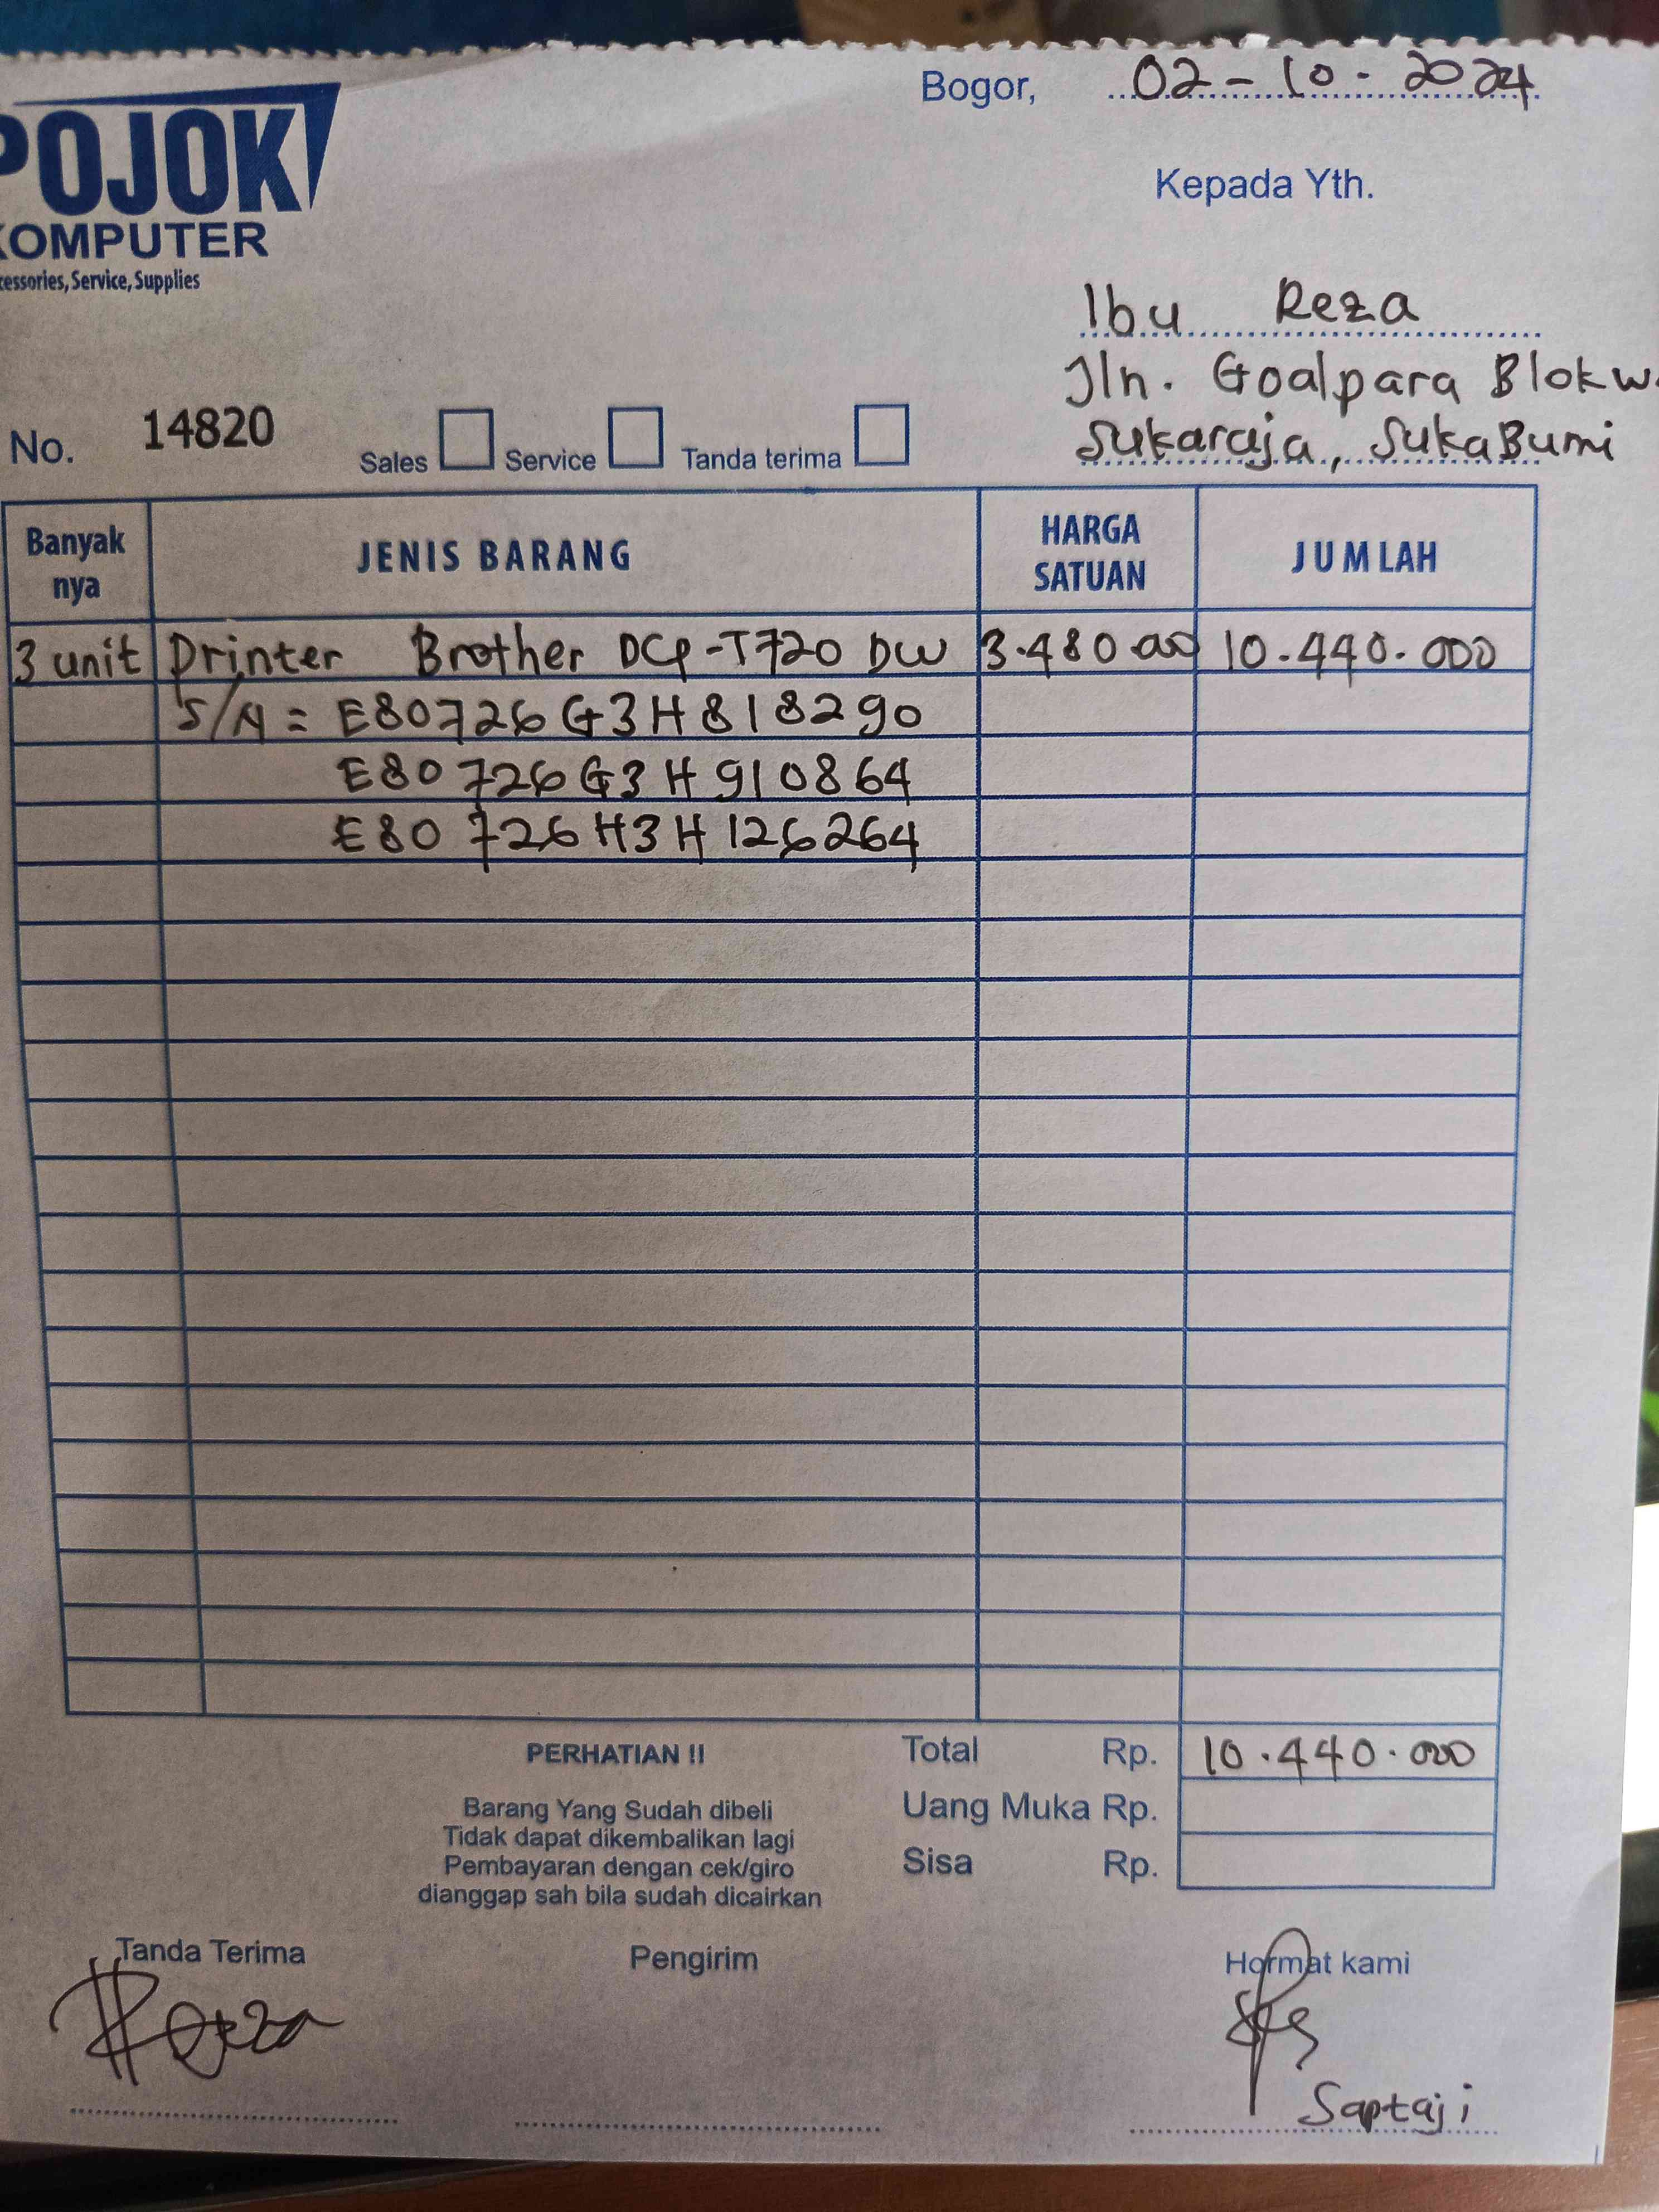 Bogor, 02-10-2024
POJOK
KOMPUTER
cessories, Service, Supplies
Kepada Yth.
Ibu Reza
Jln. Goalpara Blok W
Sukaraja, SukaBumi
No. 14820 Sales Service Tanda terima
Banyak nya JENIS BARANG HARGA SATUAN JUMLAH
3 unit Printer Brother DCP-T720 DW 3.480.000 10.440.000
S/N = E80726G3H818290
E80726G3H910864
E80726H3H126264
PERHATIAN !!
Barang Yang Sudah dibeli
Tidak dapat dikembalikan lagi
Pembayaran dengan cek/giro
dianggap sah bila sudah dicairkan
Total Rp. 10.440.000
Uang Muka Rp.
Sisa Rp.
Tanda Terima Pengirim Hormat kami
Reza
Saptaji